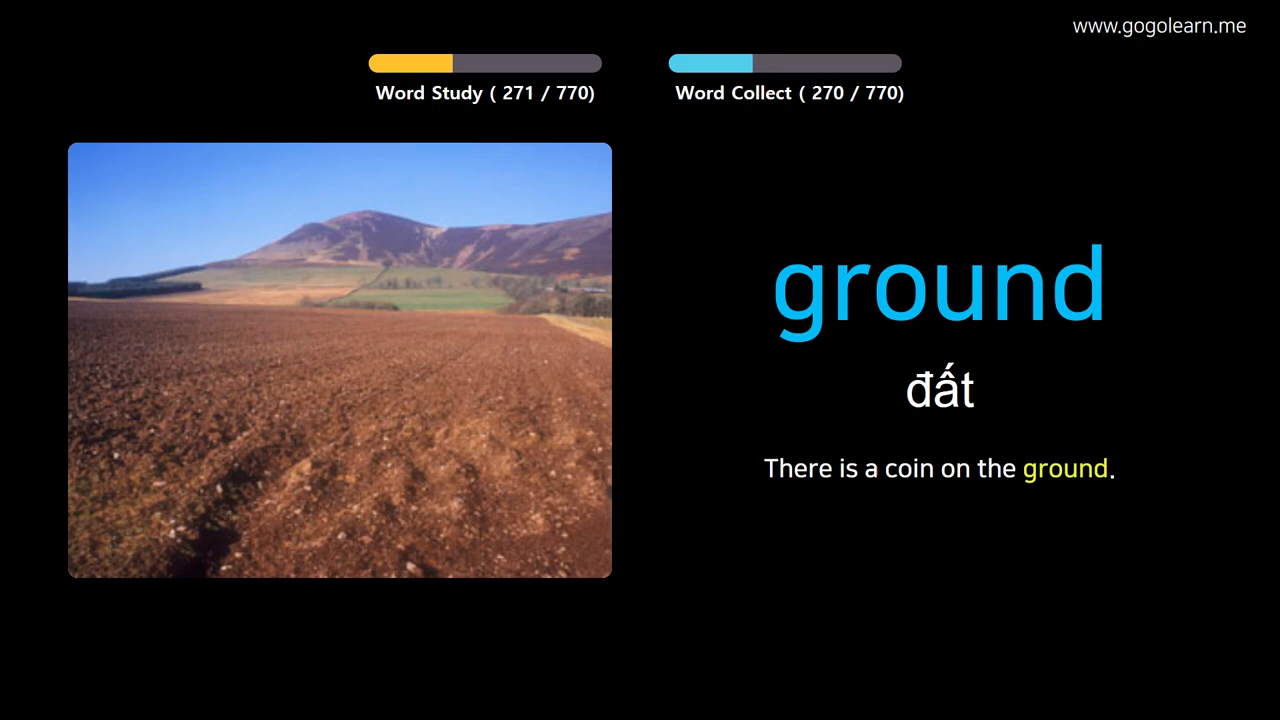 www.gogolearn.me
Word Study ( 271 / 770)
Word Collect ( 270 / 770)
ground
đất
There is a coin on the ground.